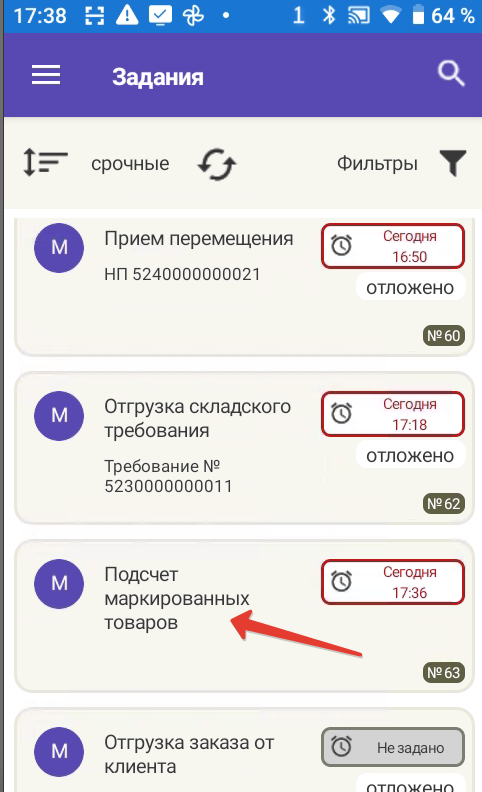 17:38 1 64 %
Задания
срочные Фильтры
М Прием перемещения Сегодня
16:50
НП 5240000000021
отложено
№60
М Отгрузка складского Сегодня
требования 17:18
отложено
Требование №
5230000000011
№62
М Подсчет Сегодня
маркированных 17:36
товаров
№63
М Отгрузка заказа от Не задано
клиента
отложено